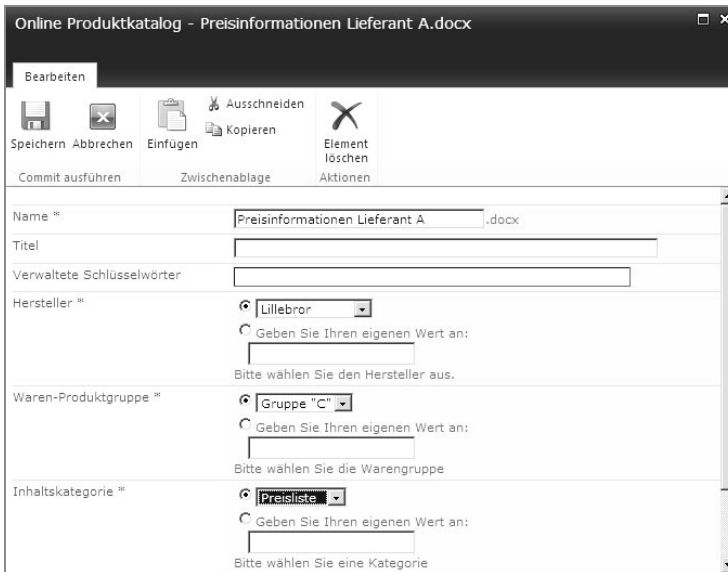 Online Produktkatalog - Preisinformationen Lieferant A.docx
Bearbeiten
Speichern Abbrechen Einfügen Ausschneiden Kopieren Element löschen
Commit ausführen Zwischenablage Aktionen
Name * Preisinformationen Lieferant A .docx
Titel
Verwaltete Schlüsselwörter
Hersteller * Lillebror
Geben Sie Ihren eigenen Wert an:
Bitte wählen Sie den Hersteller aus.
Waren-Produktgruppe * Gruppe "C"
Geben Sie Ihren eigenen Wert an:
Bitte wählen Sie die Warengruppe
Inhaltskategorie * Preisliste
Geben Sie Ihren eigenen Wert an:
Bitte wählen Sie eine Kategorie